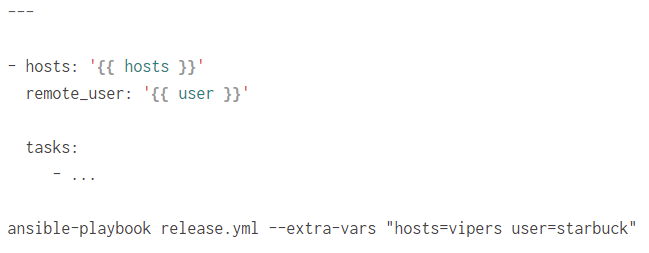 ---
- hosts: '{{ hosts }}'
  remote_user: '{{ user }}'
  tasks:
     - ...
ansible-playbook release.yml --extra-vars "hosts=vipers user=starbuck"